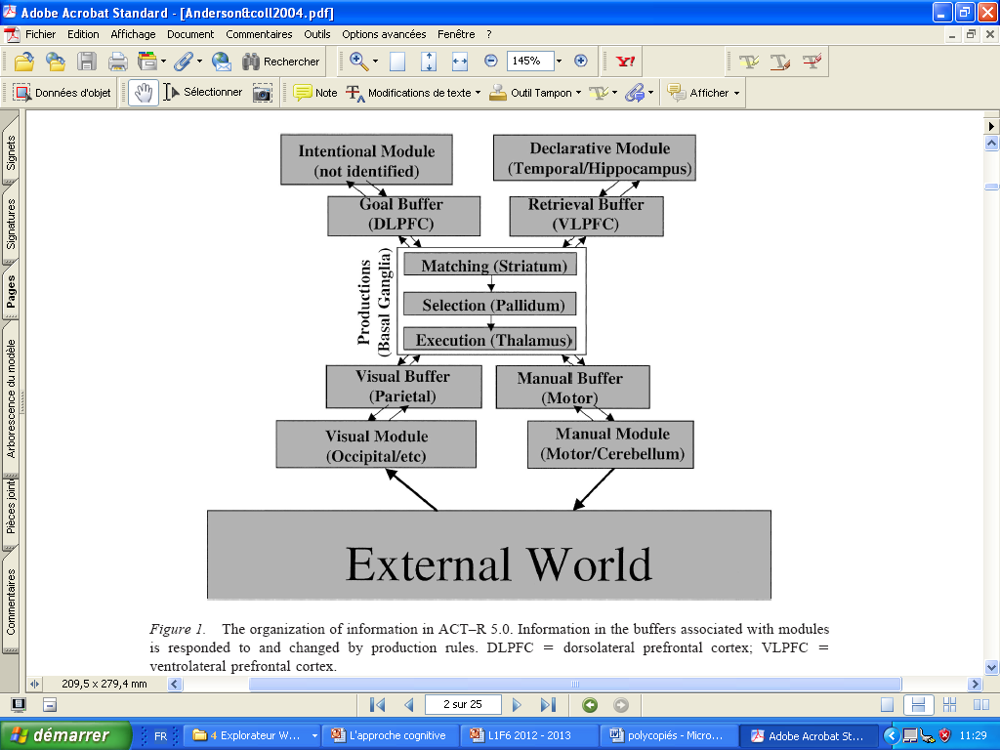 Adobe Acrobat Standard - [Anderson&coll2004.pdf]
Fichier Edition Affichage Document Commentaires Outils Options avancées Fenêtre ?
Rechercher 145% Y!
Données d'objet Sélectionner Note Modifications de texte Outil Tampon Afficher
Signets
Signatures
Pages
Arborescence du modèle
Pièces joint
Commentaires
Intentional Module
(not identified)
Declarative Module
(Temporal/Hippocampus)
Goal Buffer
(DLPFC)
Retrieval Buffer
(VLPFC)
Productions
(Basal Ganglia)
Matching (Striatum)
Selection (Pallidum)
Execution (Thalamus)
Visual Buffer
(Parietal)
Manual Buffer
(Motor)
Visual Module
(Occipital/etc)
Manual Module
(Motor/Cerebellum)
External World
Figure 1. The organization of information in ACT–R 5.0. Information in the buffers associated with modules
is responded to and changed by production rules. DLPFC = dorsolateral prefrontal cortex; VLPFC =
ventrolateral prefrontal cortex.
209,5 x 279,4 mm
2 sur 25
démarrer FR 4 Explorateur W... L'approche cognitive L1F6 2012 - 2013 polycopiés - Micro... Adobe Acrobat St... 11:29